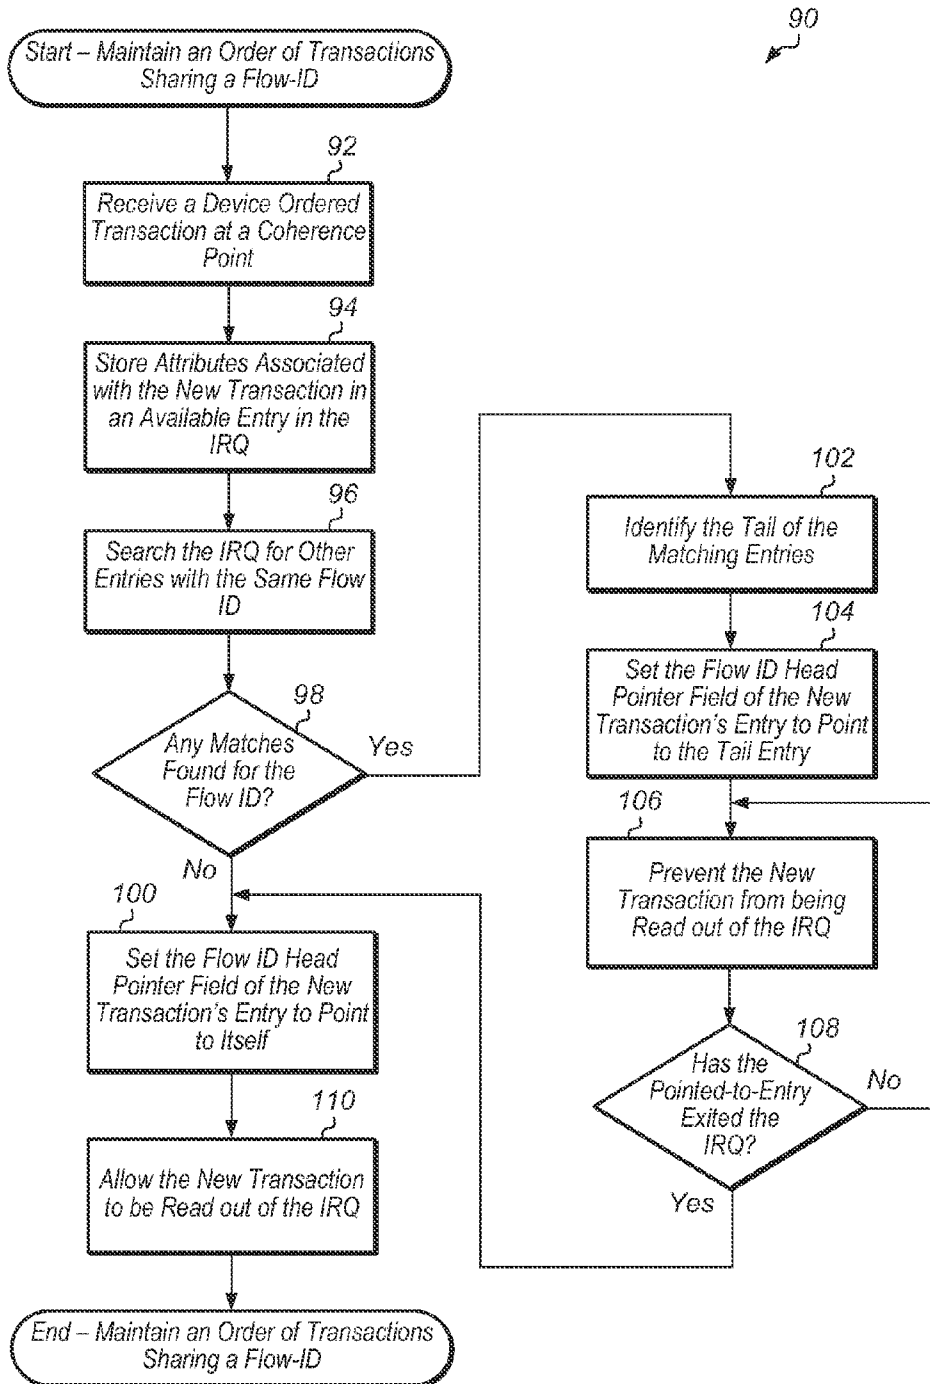 90
Start – Maintain an Order of Transactions
Sharing a Flow-ID
92
Receive a Device Ordered
Transaction at a Coherence
Point
94
Store Attributes Associated
with the New Transaction in
an Available Entry in the
IRQ
96
Search the IRQ for Other
Entries with the Same Flow
ID
98
Any Matches
Found for the
Flow ID?
Yes
No
102
Identify the Tail of the
Matching Entries
104
Set the Flow ID Head
Pointer Field of the New
Transaction's Entry to Point
to the Tail Entry
106
Prevent the New
Transaction from being
Read out of the IRQ
108
Has the
Pointed-to-Entry
Exited the
IRQ?
No
Yes
100
Set the Flow ID Head
Pointer Field of the New
Transaction's Entry to Point
to Itself
110
Allow the New Transaction
to be Read out of the IRQ
End – Maintain an Order of Transactions
Sharing a Flow-ID